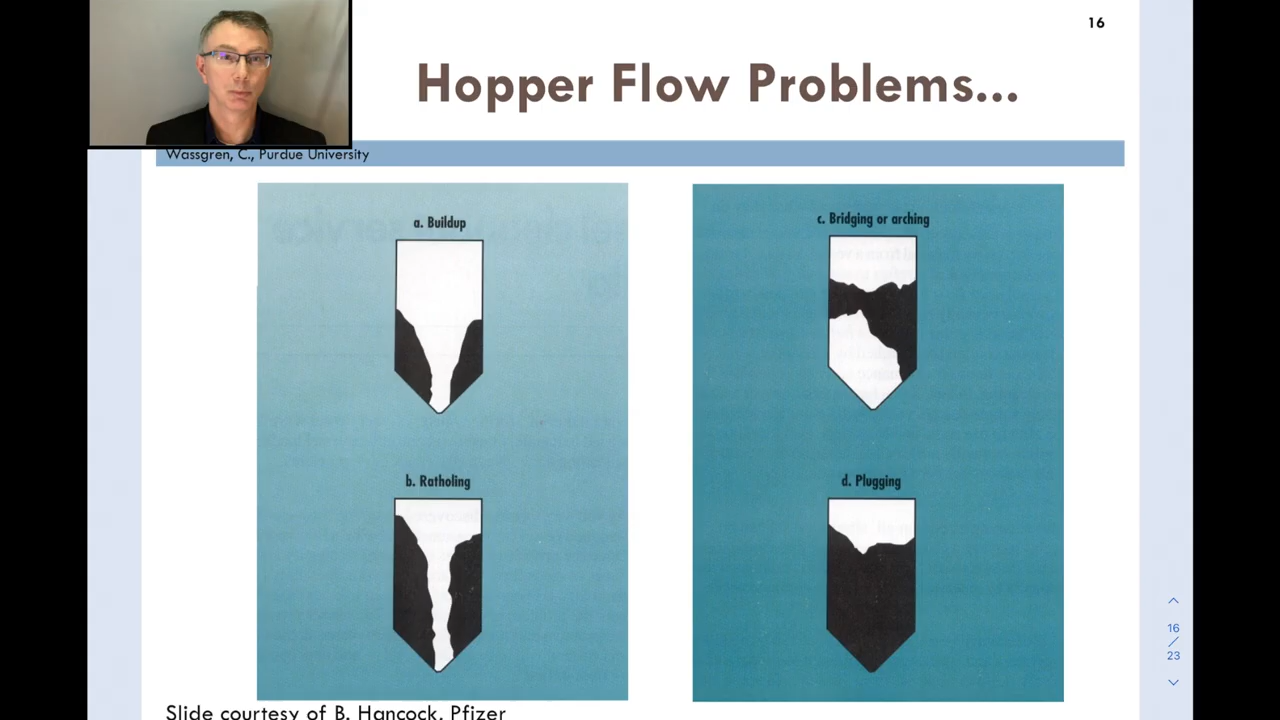 16
Hopper Flow Problems...
Wassgren, C., Purdue University
a. Buildup
c. Bridging or arching
b. Ratholing
d. Plugging
16
/
23
Slide courtesy of B. Hancock, Pfizer